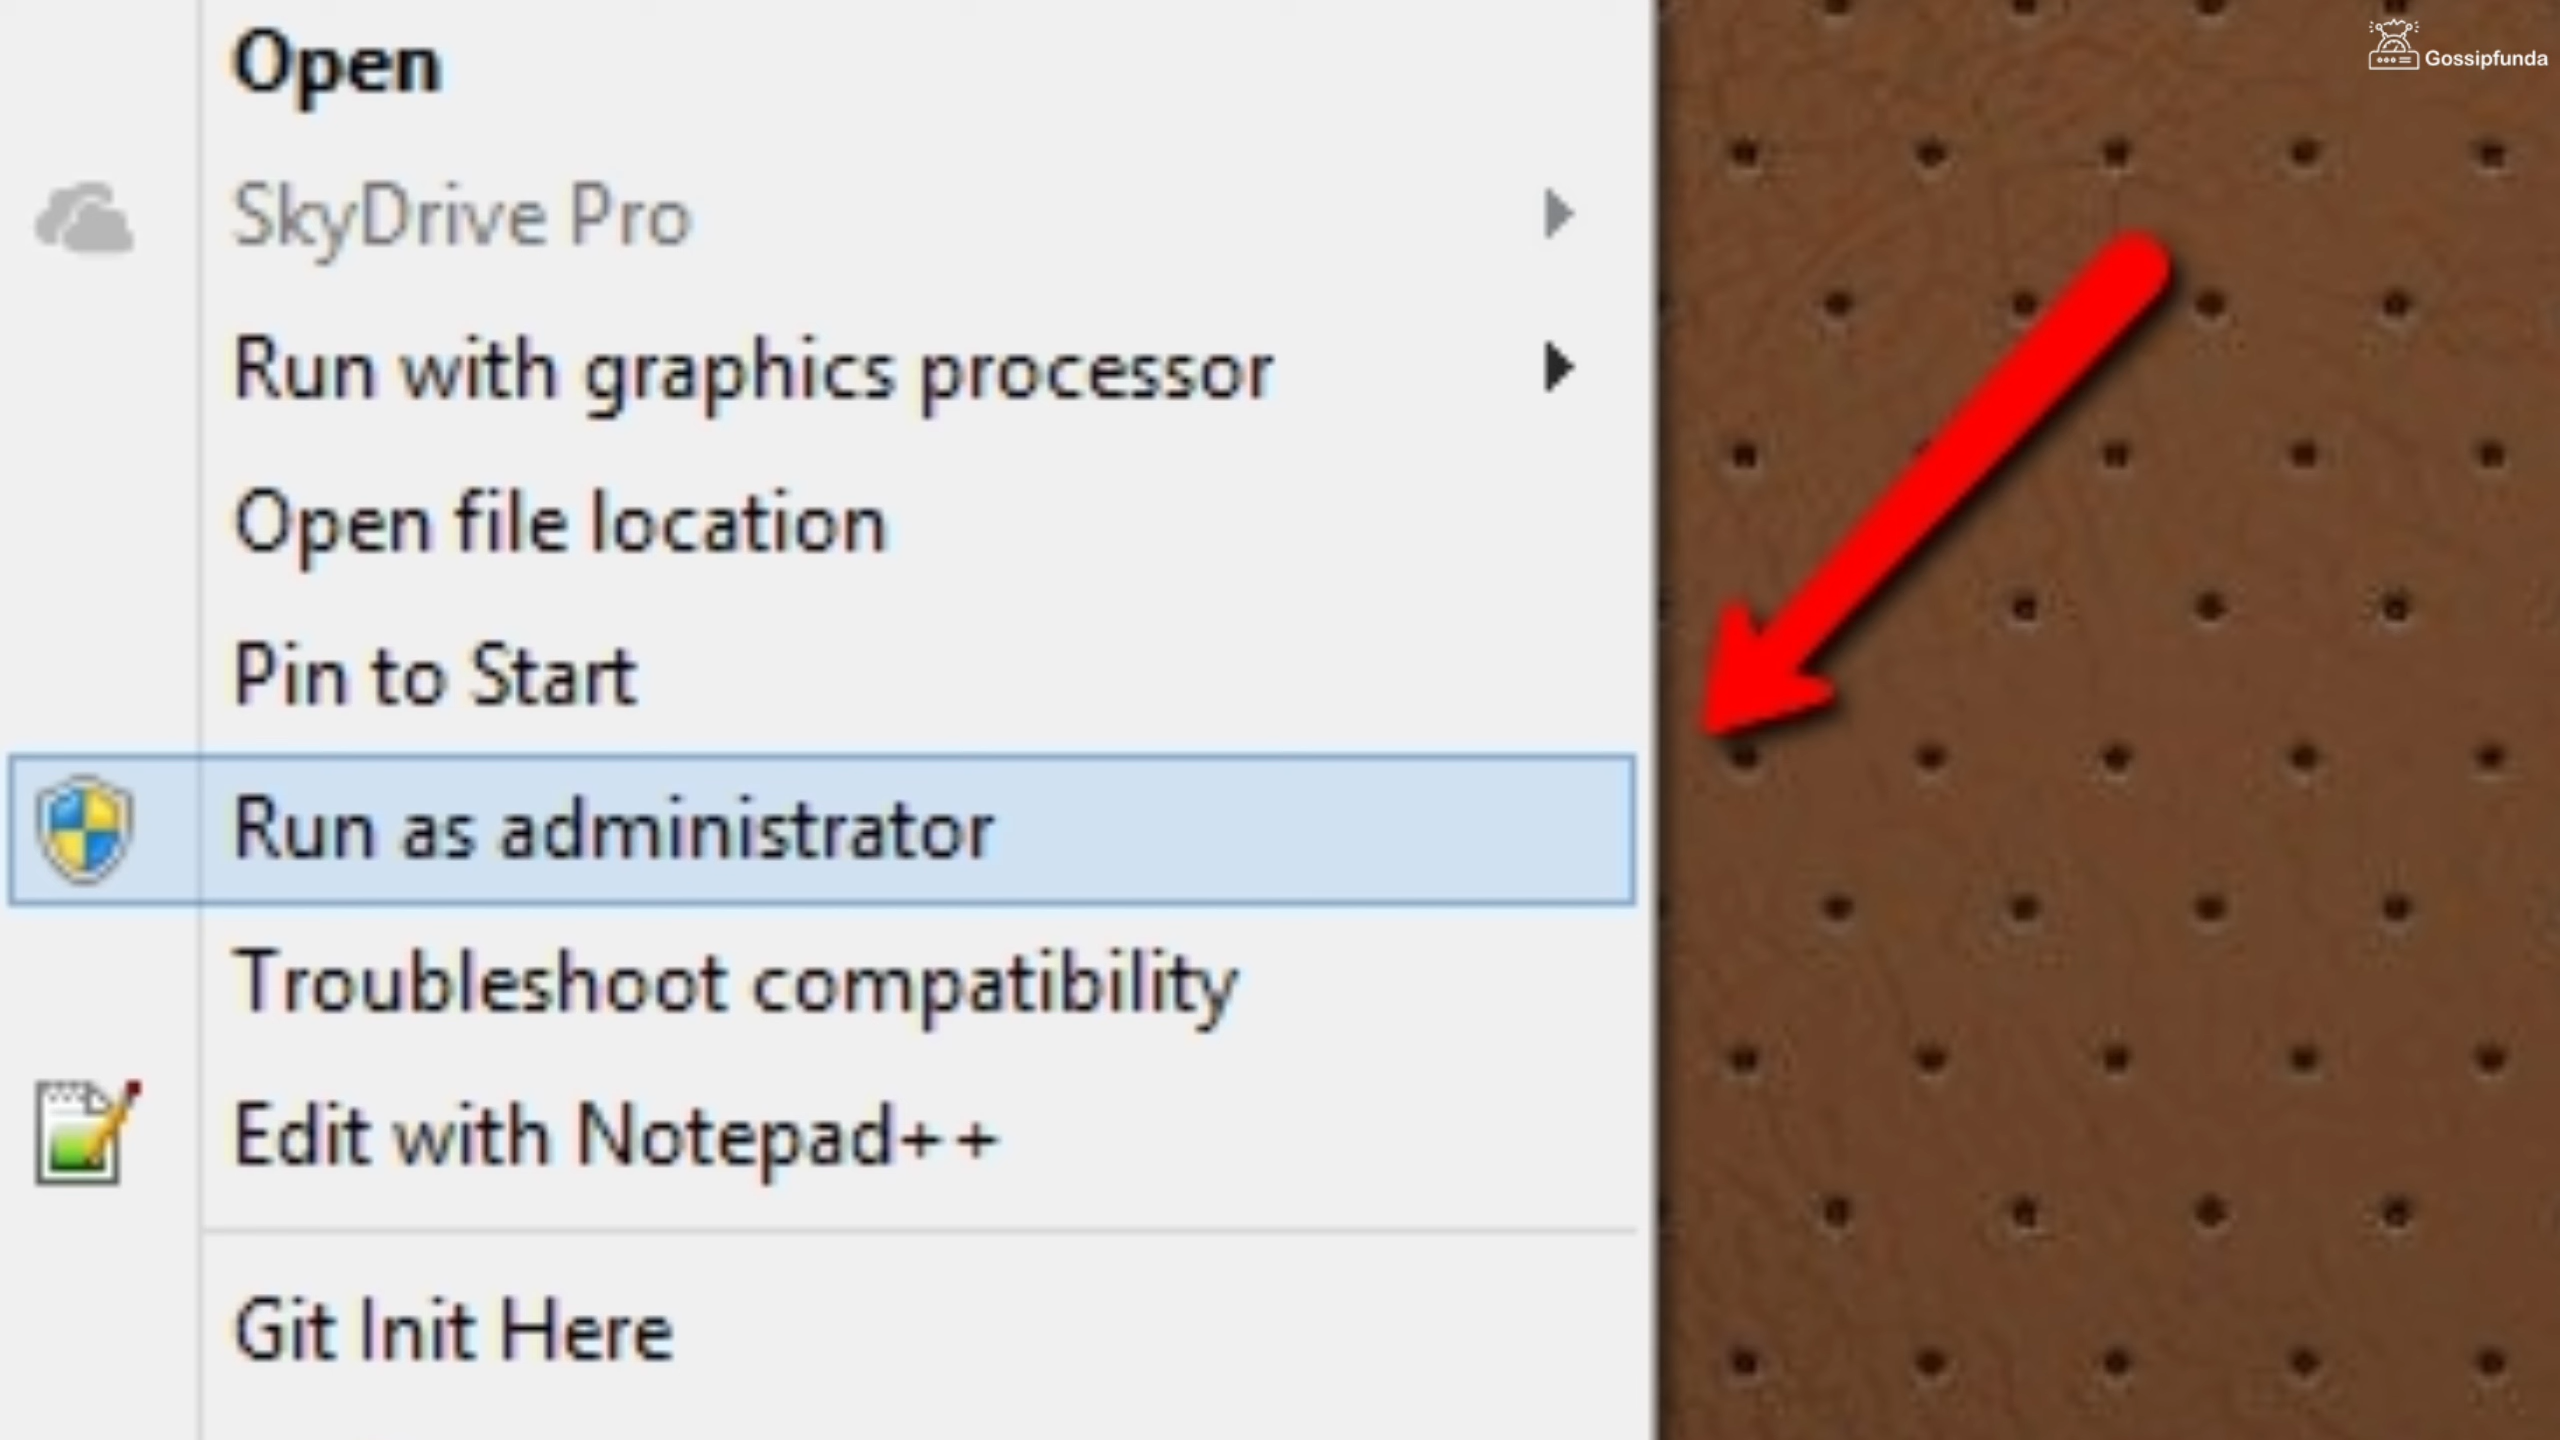 Gossipfunda
Open
SkyDrive Pro
Run with graphics processor
Open file location
Pin to Start
Run as administrator
Troubleshoot compatibility
Edit with Notepad++
Git Init Here